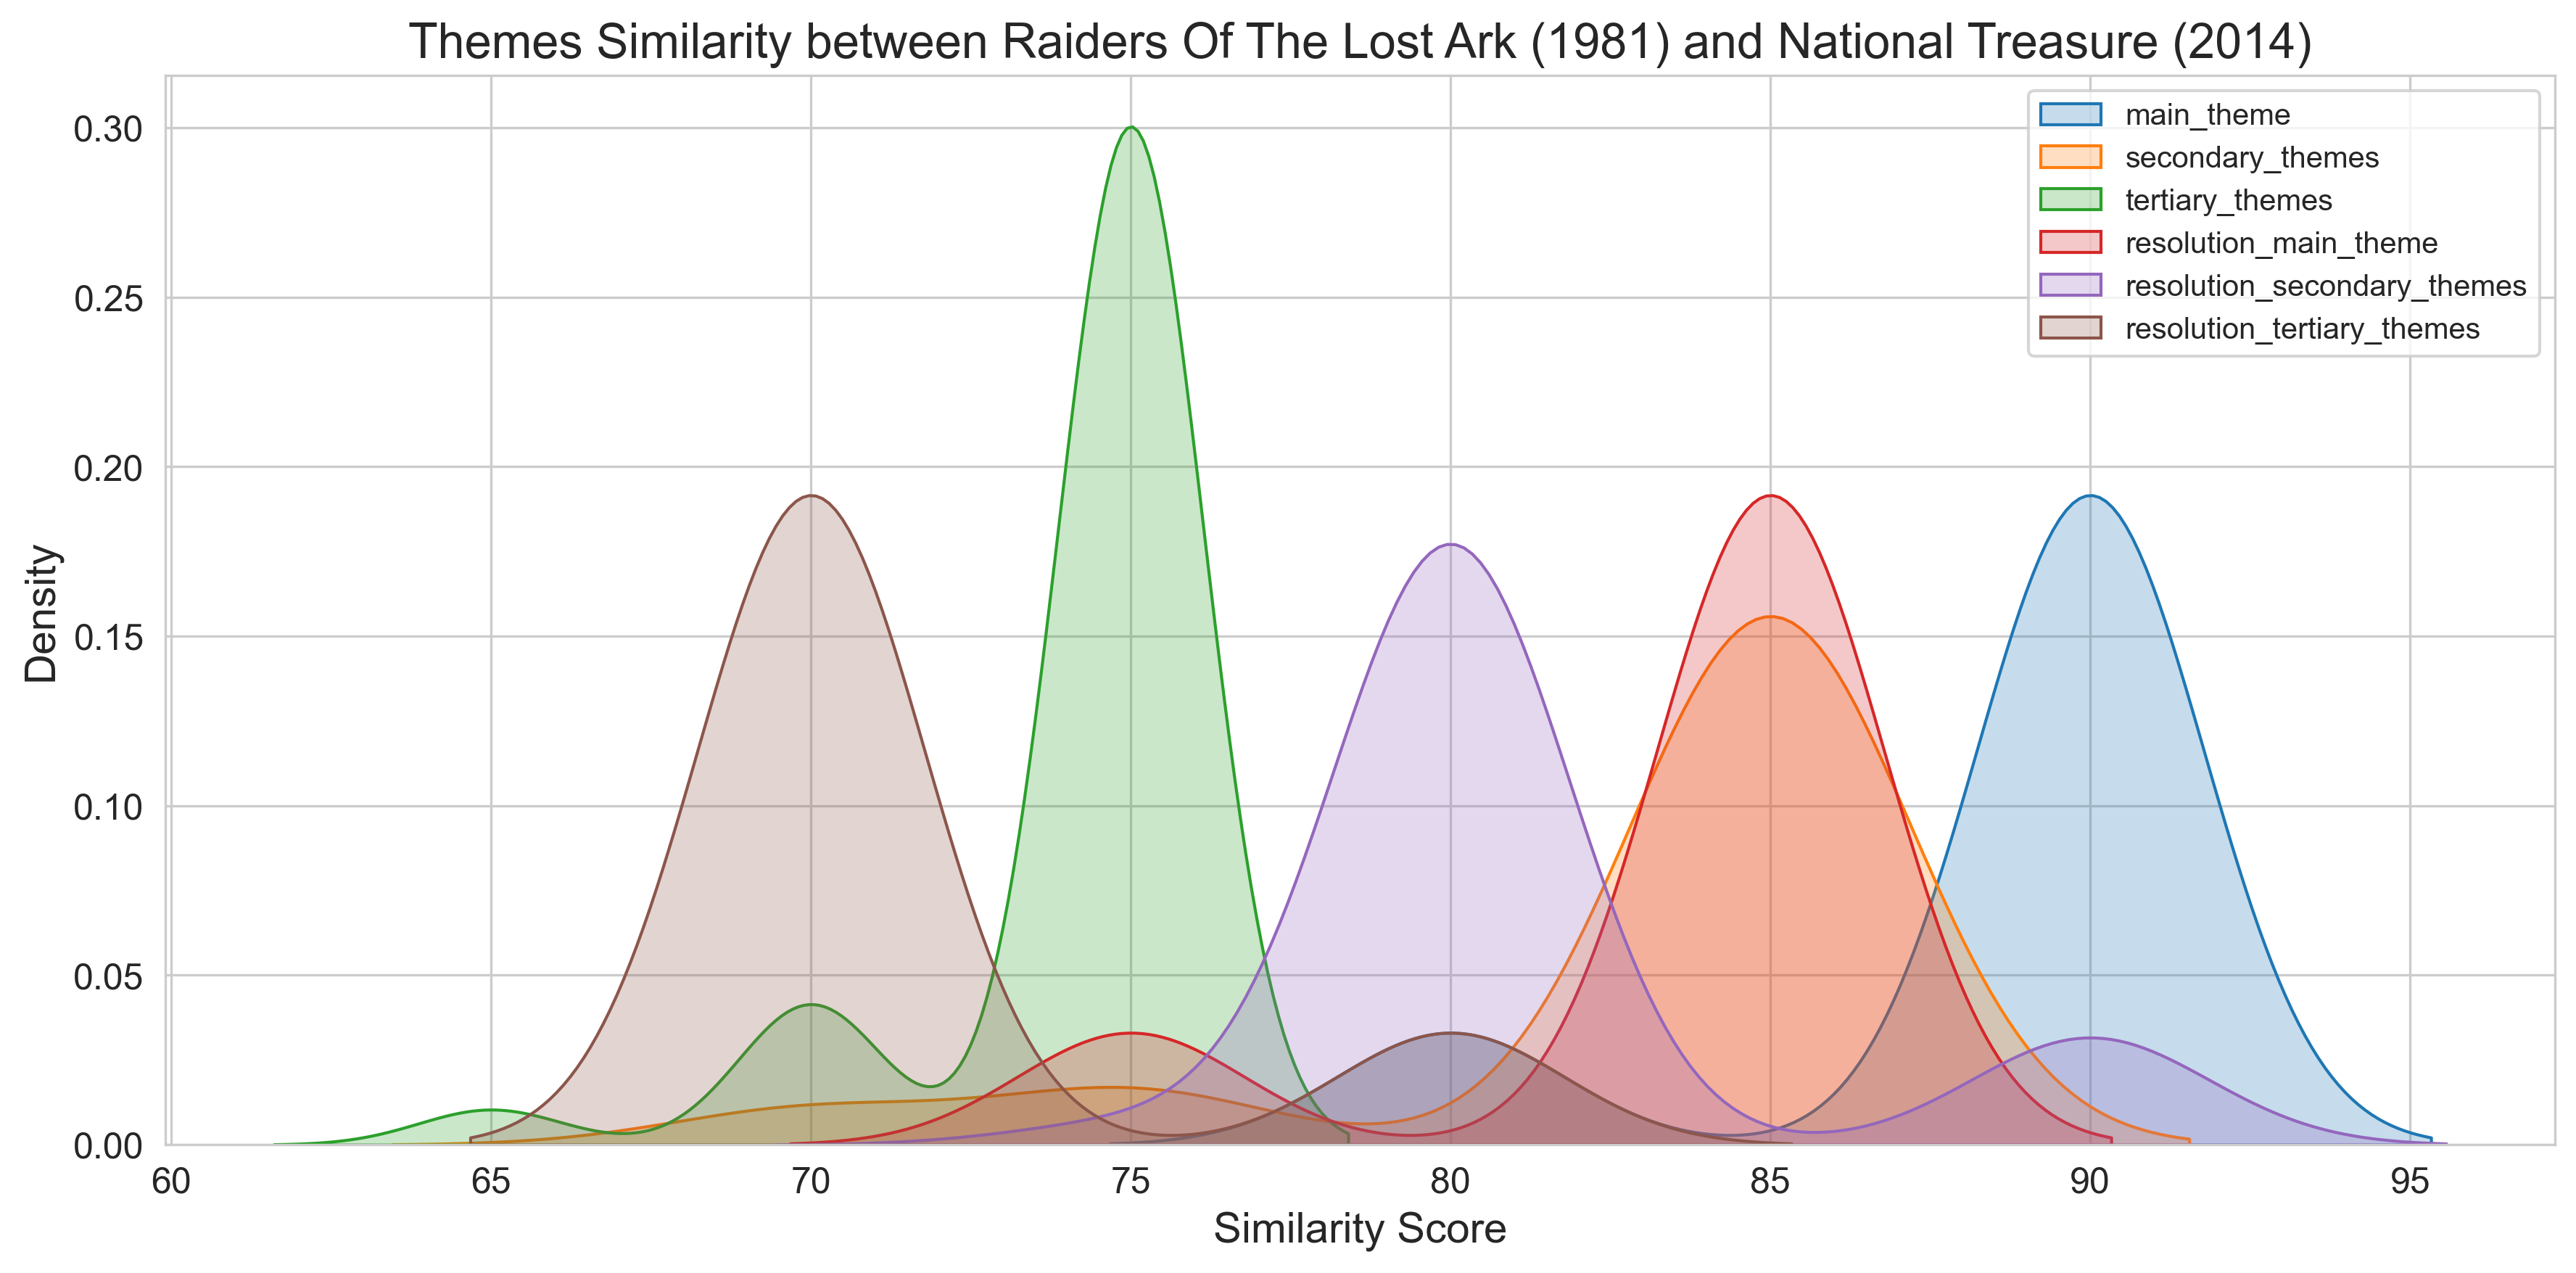 Themes Similarity between Raiders Of The Lost Ark (1981) and National Treasure (2014)
main_theme
secondary_themes
tertiary_themes
resolution_main_theme
resolution_secondary_themes
resolution_tertiary_themes
Density
0.30
0.25
0.20
0.15
0.10
0.05
0.00
60 65 70 75 80 85 90 95
Similarity Score